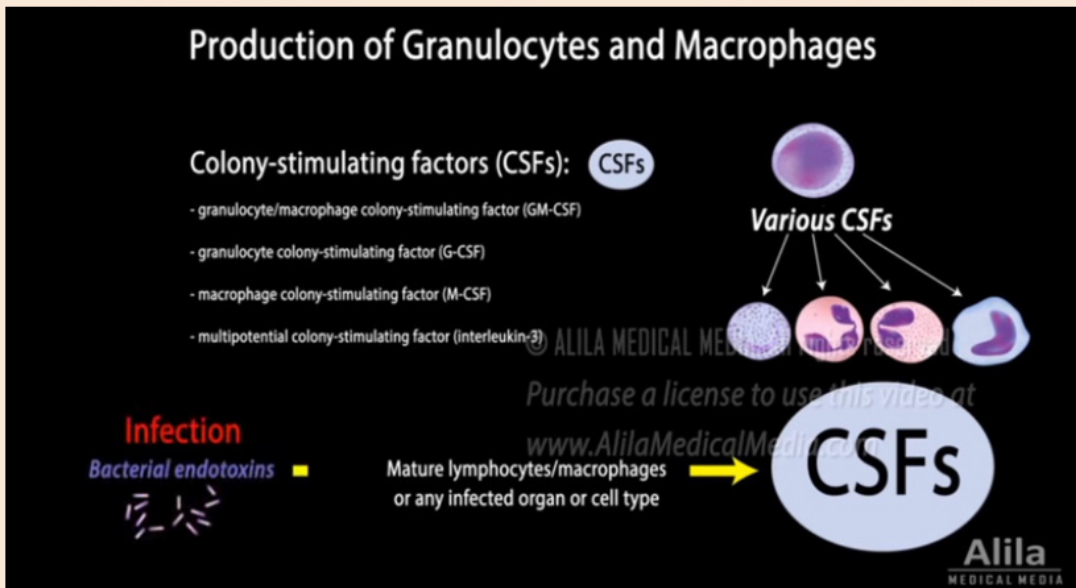 Production of Granulocytes and Macrophages
Colony-stimulating factors (CSFs):
CSFs
- granulocyte/macrophage colony-stimulating factor (GM-CSF)
- granulocyte colony-stimulating factor (G-CSF)
- macrophage colony-stimulating factor (M-CSF)
- multipotential colony-stimulating factor (interleukin-3)
Various CSFs
© ALILA MEDICAL MEDIA
Purchase a license to use this video at
www.AlilaMedicalMedia.com
Infection
Bacterial endotoxins
Mature lymphocytes/macrophages
or any infected organ or cell type
CSFs
Alila
MEDICAL MEDIA